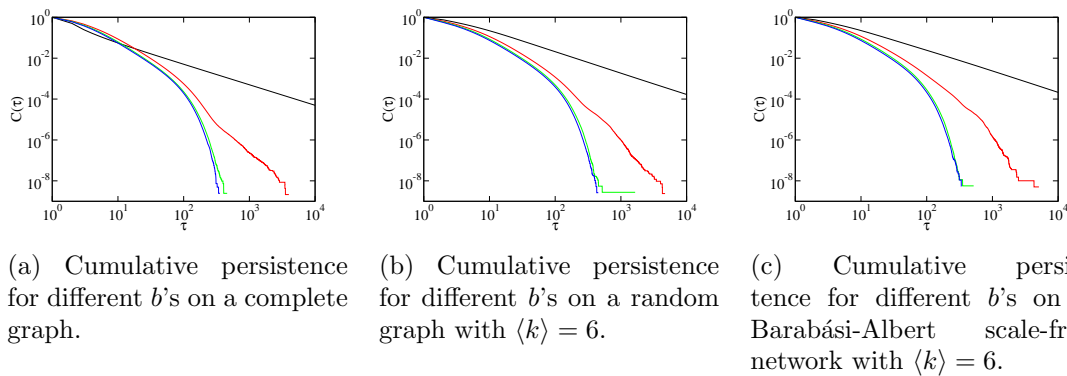 10^0
10^-2
10^-4
10^-6
10^-8
C(τ)
10^0 10^1 10^2 10^3 10^4
τ
10^0
10^-2
10^-4
10^-6
10^-8
C(τ)
10^0 10^1 10^2 10^3 10^4
τ
10^0
10^-2
10^-4
10^-6
10^-8
C(τ)
10^0 10^1 10^2 10^3 10^4
τ
(a) Cumulative persistence
for different b's on a complete
graph.
(b) Cumulative persistence
for different b's on a random
graph with ⟨k⟩ = 6.
(c) Cumulative persi
tence for different b's on
Barabási-Albert scale-fr
network with ⟨k⟩ = 6.